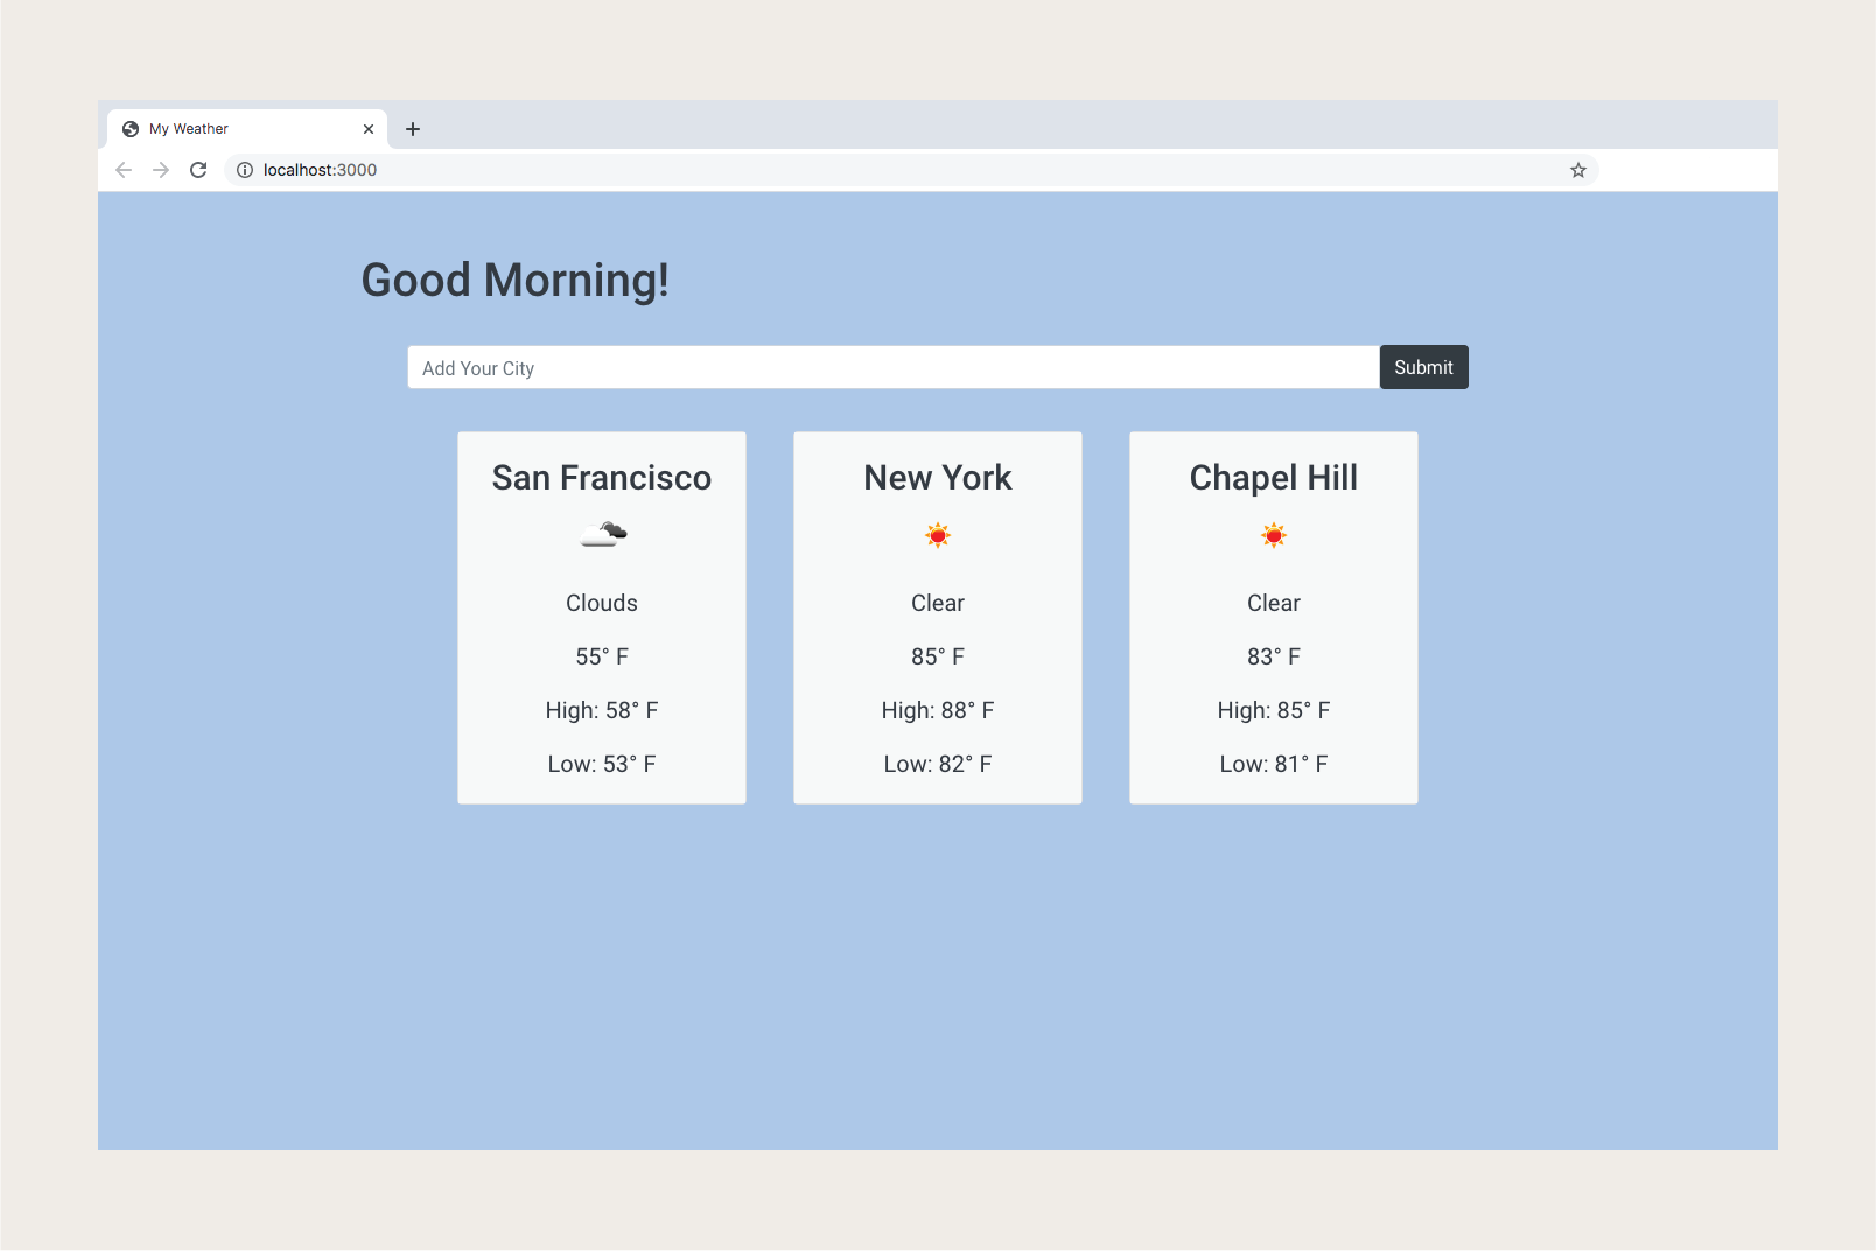 My Weather
localhost:3000
Good Morning!
Add Your City
Submit
San Francisco
Clouds
55° F
High: 58° F
Low: 53° F
New York
Clear
85° F
High: 88° F
Low: 82° F
Chapel Hill
Clear
83° F
High: 85° F
Low: 81° F